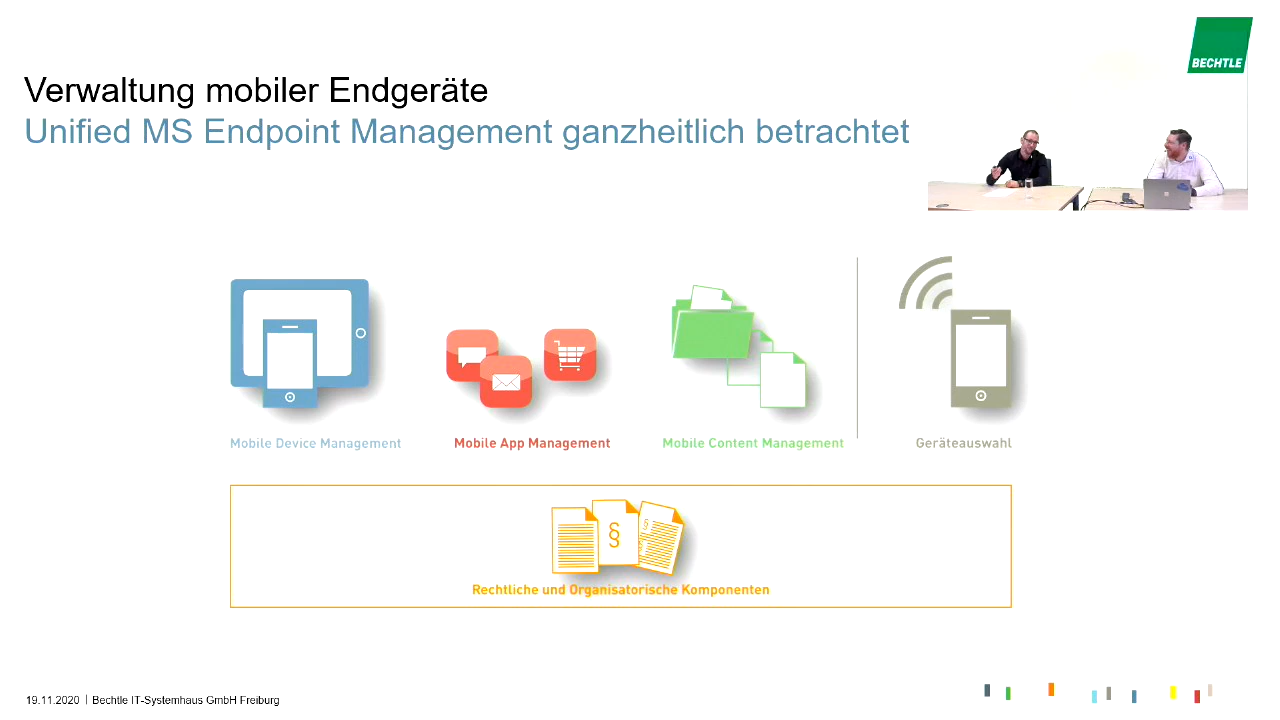 BECHTLE
Verwaltung mobiler Endgeräte
Unified MS Endpoint Management ganzheitlich betrachtet
Mobile Device Management
Mobile App Management
Mobile Content Management
Geräteauswahl
§
§
Rechtliche und Organisatorische Komponenten
19.11.2020 | Bechtle IT-Systemhaus GmbH Freiburg